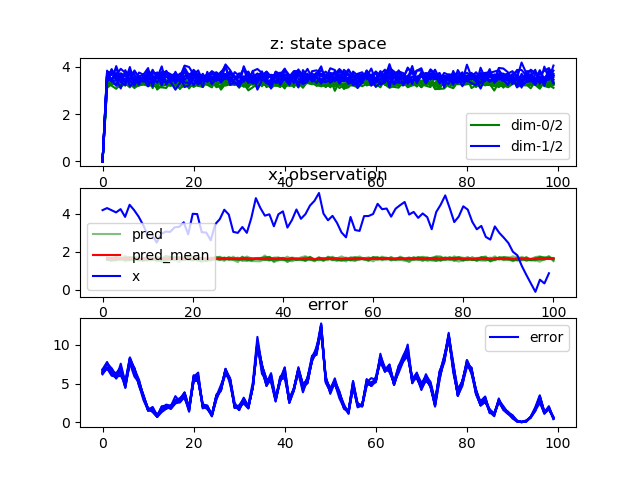 z: state space
4
2
0
dim-0/2
dim-1/2
0 20 40 60 80 100
x: observation
4
2
0
pred
pred_mean
x
0 20 40 60 80 100
error
10
5
0
error
0 20 40 60 80 100